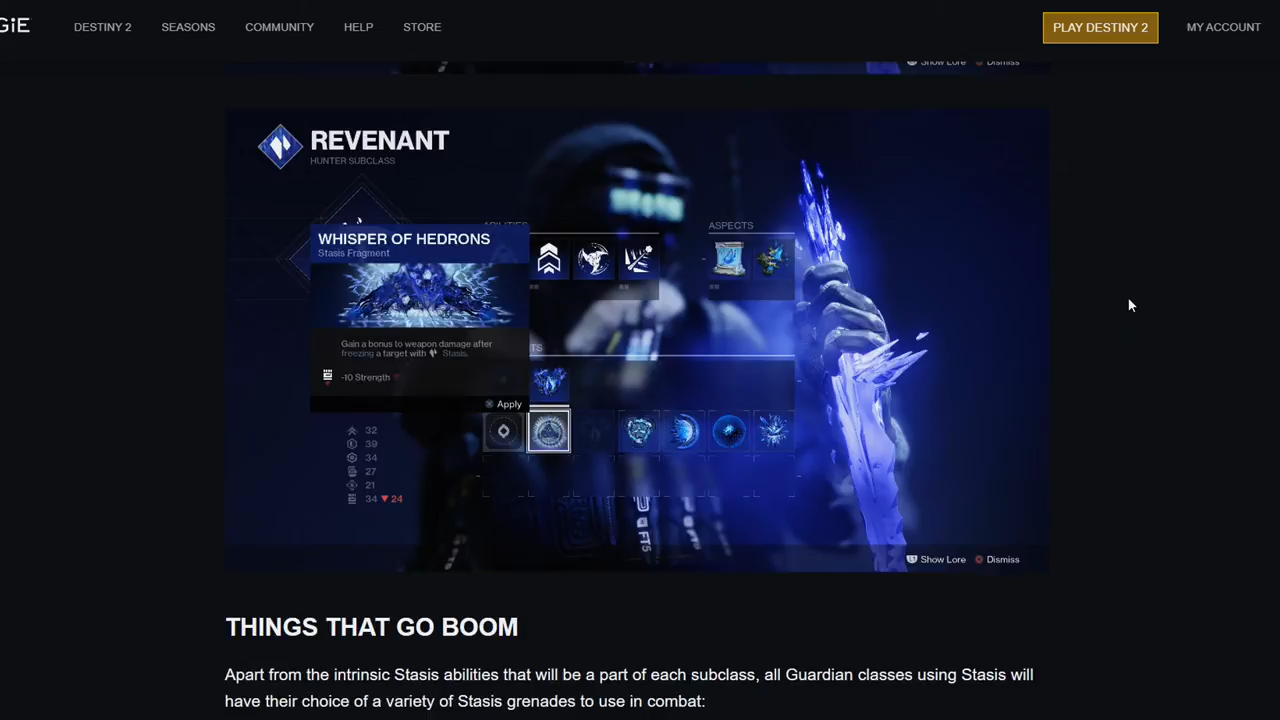 GiE DESTINY 2 SEASONS COMMUNITY HELP STORE PLAY DESTINY 2 MY ACCOUNT
Show Lore Dismiss
REVENANT
HUNTER SUBCLASS
ASPECTS
WHISPER OF HEDRONS
Stasis Fragment
Gain a bonus to weapon damage after
freezing a target with Stasis.
-10 Strength
Apply
32
39
34
27
21
34 ▼ 24
FT5
Show Lore Dismiss
THINGS THAT GO BOOM
Apart from the intrinsic Stasis abilities that will be a part of each subclass, all Guardian classes using Stasis will
have their choice of a variety of Stasis grenades to use in combat: